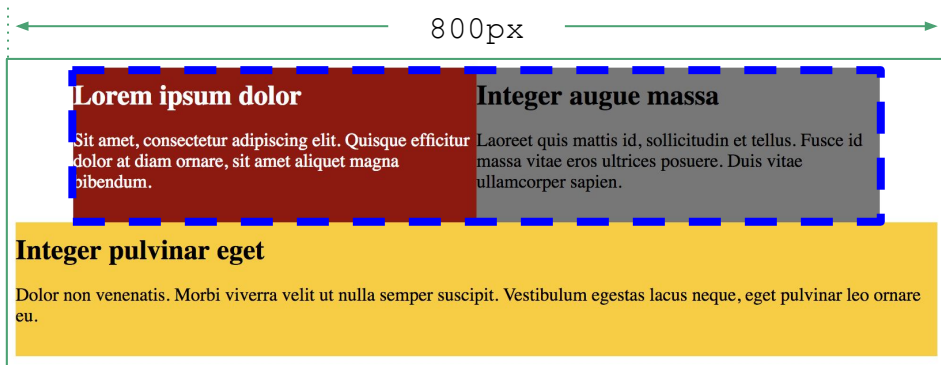 800px
Lorem ipsum dolor
Sit amet, consectetur adipiscing elit. Quisque efficitur
dolor at diam ornare, sit amet aliquet magna
bibendum.
Integer augue massa
Laoreet quis mattis id, sollicitudin et tellus. Fusce id
massa vitae eros ultrices posuere. Duis vitae
ullamcorper sapien.
Integer pulvinar eget
Dolor non venenatis. Morbi viverra velit ut nulla semper suscipit. Vestibulum egestas lacus neque, eget pulvinar leo ornare
eu.